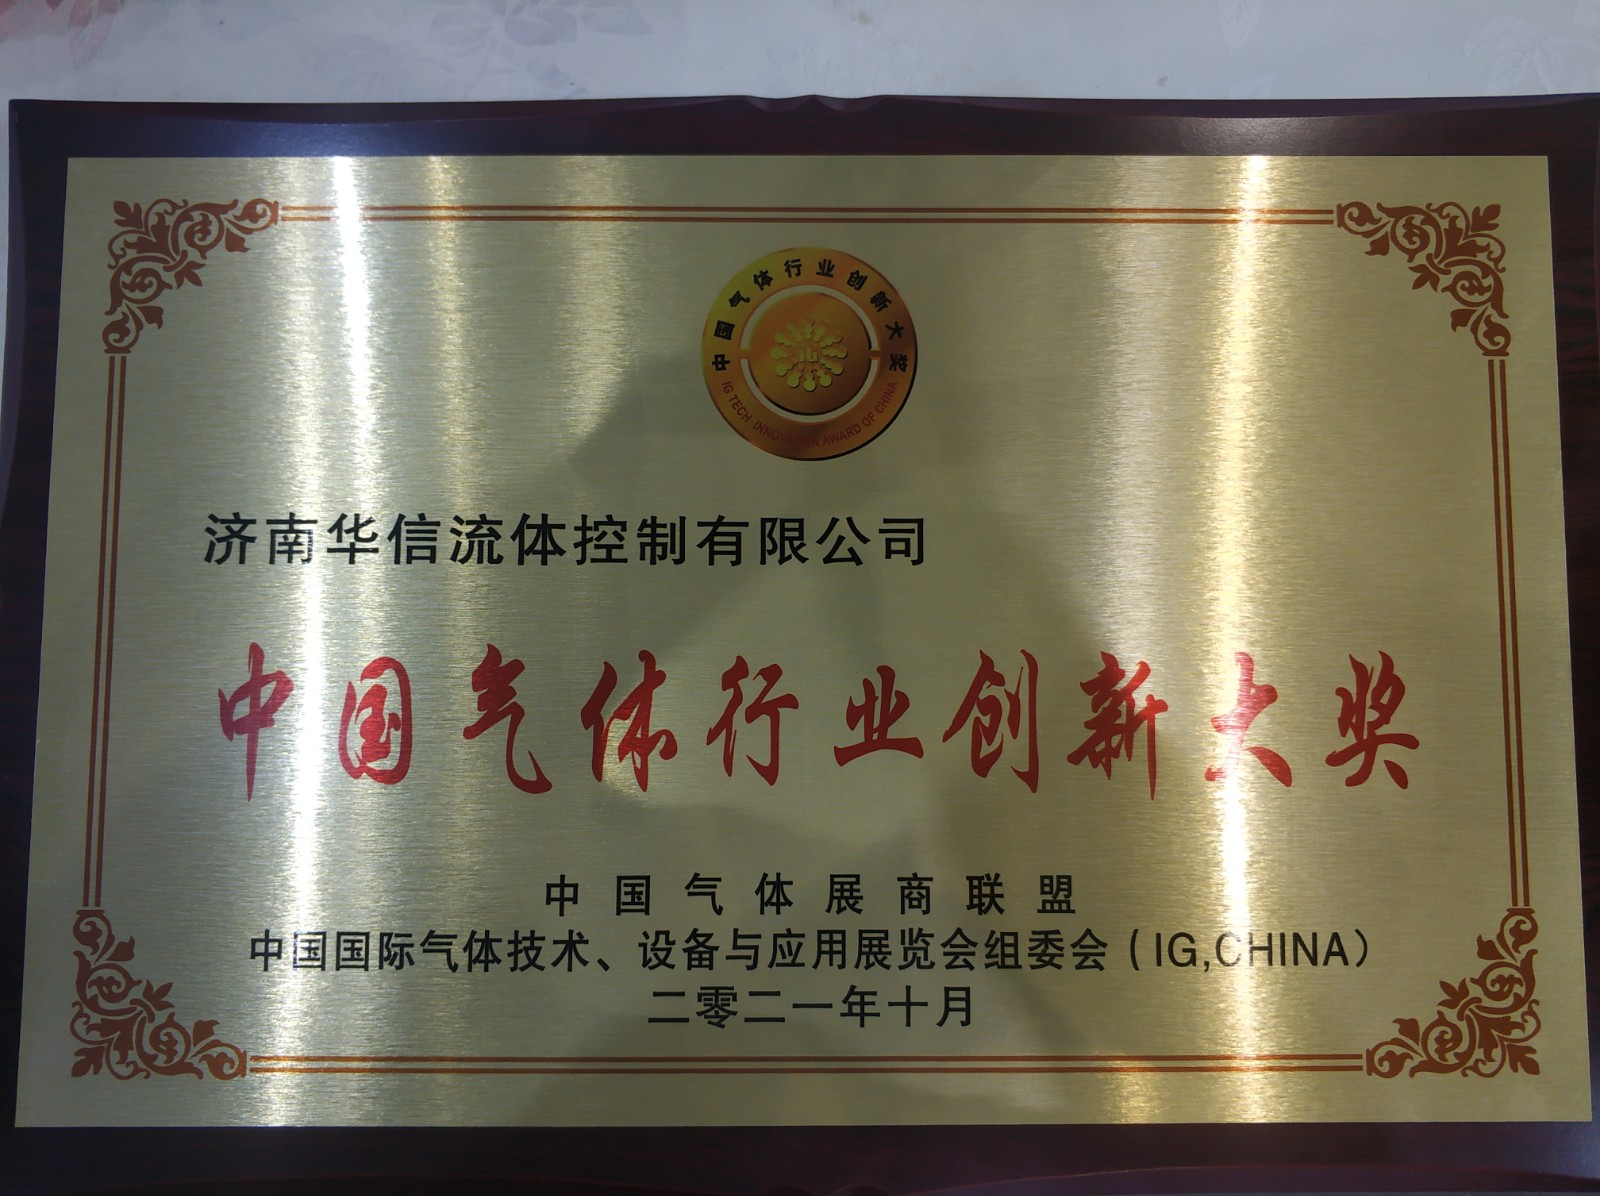 中国气体行业创新大奖
IG TECH INNOVATION AWARD OF CHINA
济南华信流体控制有限公司
中国气体行业创新大奖
中国气体展商联盟
中国国际气体技术、设备与应用展览会组委会（IG,CHINA）
二零二一年十月